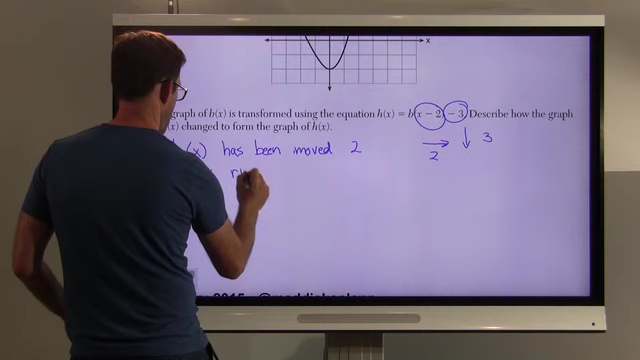 x
graph of b(x) is transformed using the equation h(x) = b(x − 2) − 3. Describe how the graph
(x) changed to form the graph of h(x).
2
3
(x) has been moved 2